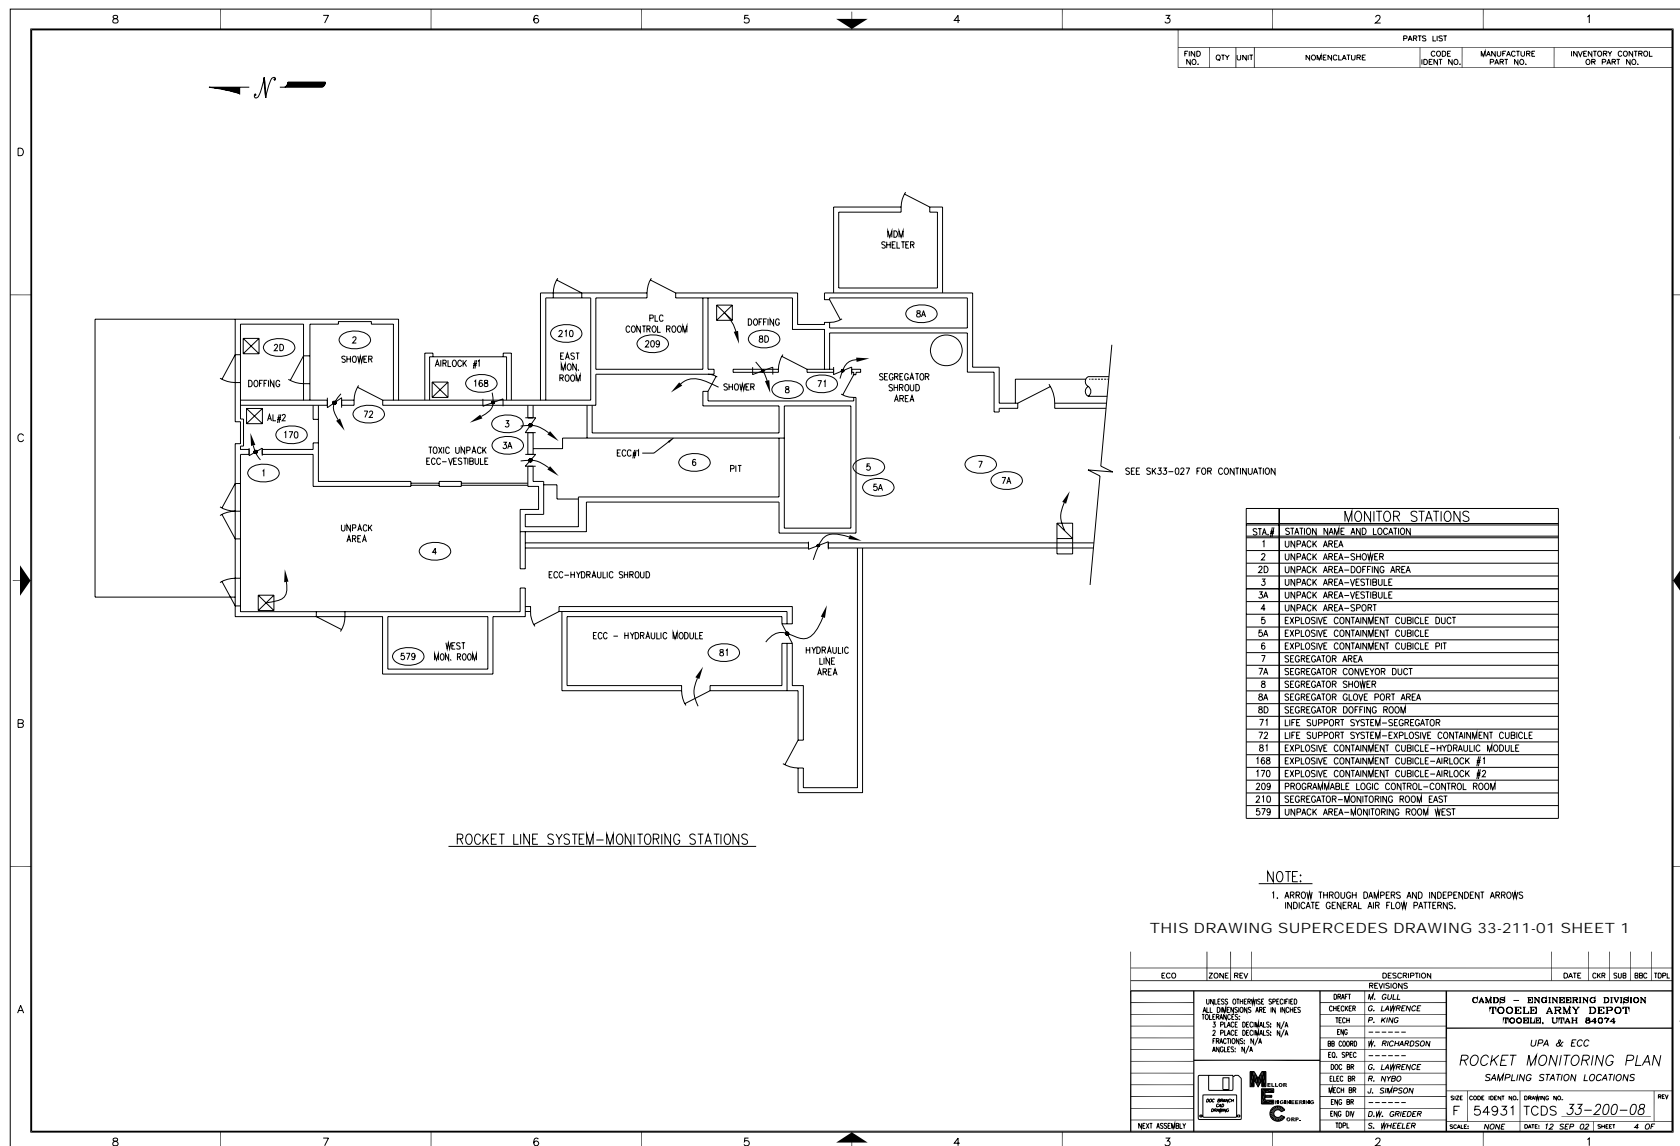 8 7 6 5 4 3 2 1
PARTS LIST
FIND NO. QTY UNIT NOMENCLATURE CODE IDENT NO. MANUFACTURE PART NO. INVENTORY CONTROL OR PART NO.
N
D
MDM
SHELTER
8A
PLC
CONTROL ROOM
209
DOFFING
8D
210
EAST
MON.
ROOM
2D
DOFFING
2
SHOWER
AIRLOCK #1
168
SHOWER
8
71
SEGREGATOR
SHROUD
AREA
72
AL#2
170
3
3A
TOXIC UNPACK
ECC-VESTIBULE
C
1
ECC#1
6
PIT
5
5A
7
7A
SEE SK33-027 FOR CONTINUATION
UNPACK
AREA
4
ECC-HYDRAULIC SHROUD
ECC - HYDRAULIC MODULE
81
HYDRAULIC
LINE
AREA
579
WEST
MON. ROOM
B
MONITOR STATIONS
STA.# STATION NAME AND LOCATION
1 UNPACK AREA
2 UNPACK AREA-SHOWER
2D UNPACK AREA-DOFFING AREA
3 UNPACK AREA-VESTIBULE
3A UNPACK AREA-VESTIBULE
4 UNPACK AREA-SPORT
5 EXPLOSIVE CONTAINMENT CUBICLE DUCT
5A EXPLOSIVE CONTAINMENT CUBICLE
6 EXPLOSIVE CONTAINMENT CUBICLE PIT
7 SEGREGATOR AREA
7A SEGREGATOR CONVEYOR DUCT
8 SEGREGATOR SHOWER
8A SEGREGATOR GLOVE PORT AREA
8D SEGREGATOR DOFFING ROOM
71 LIFE SUPPORT SYSTEM-SEGREGATOR
72 LIFE SUPPORT SYSTEM-EXPLOSIVE CONTAINMENT CUBICLE
81 EXPLOSIVE CONTAINMENT CUBICLE-HYDRAULIC MODULE
168 EXPLOSIVE CONTAINMENT CUBICLE-AIRLOCK #1
170 EXPLOSIVE CONTAINMENT CUBICLE-AIRLOCK #2
209 PROGRAMMABLE LOGIC CONTROL-CONTROL ROOM
210 SEGREGATOR-MONITORING ROOM EAST
579 UNPACK AREA-MONITORING ROOM WEST
ROCKET LINE SYSTEM-MONITORING STATIONS
NOTE:
1. ARROW THROUGH DAMPERS AND INDEPENDENT ARROWS
INDICATE GENERAL AIR FLOW PATTERNS.
THIS DRAWING SUPERCEDES DRAWING 33-211-01 SHEET 1
A
ECO ZONE REV DESCRIPTION DATE CKR SUB BBC TDPL
REVISIONS
UNLESS OTHERWISE SPECIFIED
ALL DIMENSIONS ARE IN INCHES
TOLERANCES:
3 PLACE DECIMALS: N/A
2 PLACE DECIMALS: N/A
FRACTIONS: N/A
ANGLES: N/A
DOC BRANCH
CAD
DRAWING
MELLOR
ENGINEERING
CORP.
NEXT ASSEMBLY
DRAFT M. GULL
CHECKER G. LAWRENCE
TECH P. KING
ENG ------
BB COORD W. RICHARDSON
EQ. SPEC ------
DOC BR G. LAWRENCE
ELEC BR R. NYBO
MECH BR J. SIMPSON
ENG BR ------
ENG DIV D.W. GRIEDER
TDPL S. WHEELER
CAMDS - ENGINEERING DIVISION
TOOELE ARMY DEPOT
TOOELE, UTAH 84074
UPA & ECC
ROCKET MONITORING PLAN
SAMPLING STATION LOCATIONS
SIZE CODE IDENT NO. DRAWING NO. REV
F 54931 TCDS 33-200-08
SCALE: NONE DATE: 12 SEP 02 SHEET 4 OF
8 7 6 5 4 3 2 1